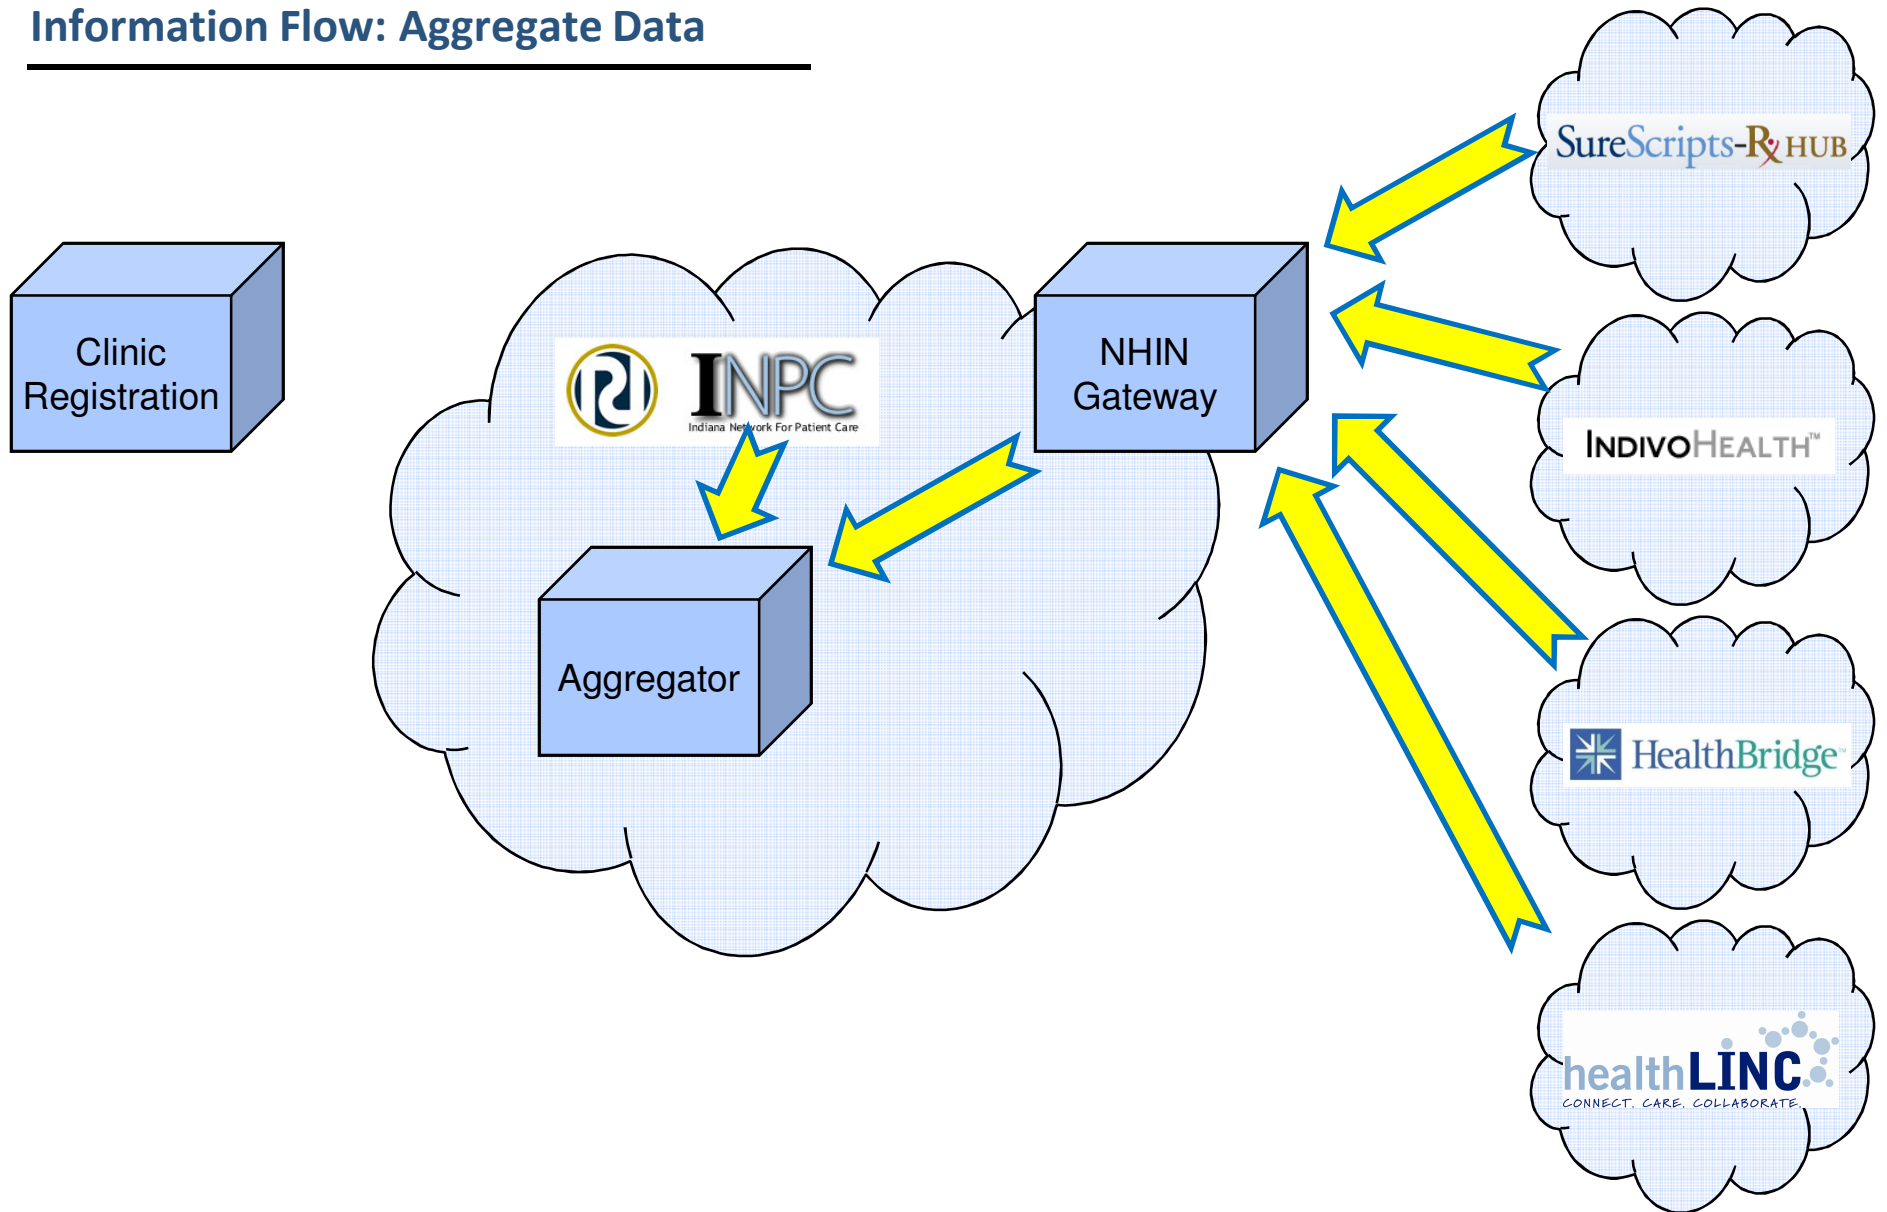 Information Flow: Aggregate Data
SureScripts-Rx HUB
Clinic
Registration
INPC
Indiana Network For Patient Care
NHIN
Gateway
INDIVOHEALTH™
Aggregator
HealthBridge™
healthLINC
CONNECT. CARE. COLLABORATE.